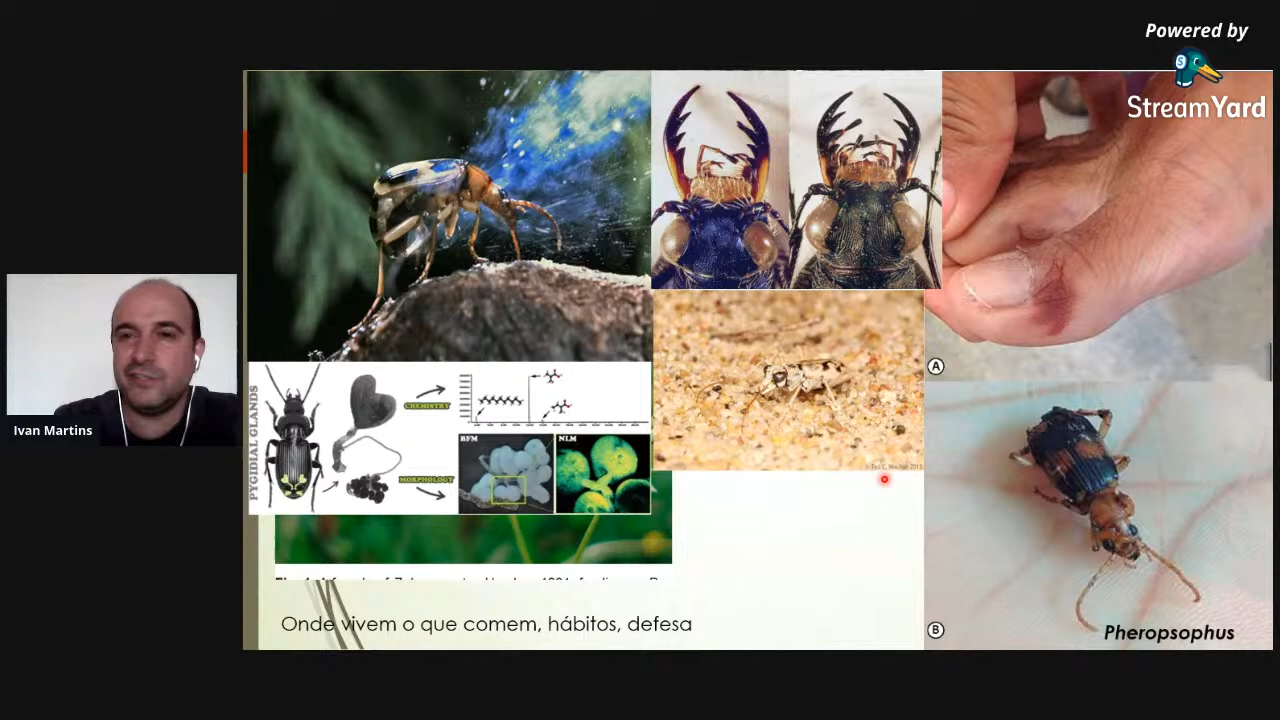 Powered by
StreamYard
Ivan Martins
PYGIDIAL GLANDS
CHEMISTRY
MORPHOLOGY
BFM
NLM
A
B
Pheropsophus
Onde vivem o que comem, hábitos, defesa